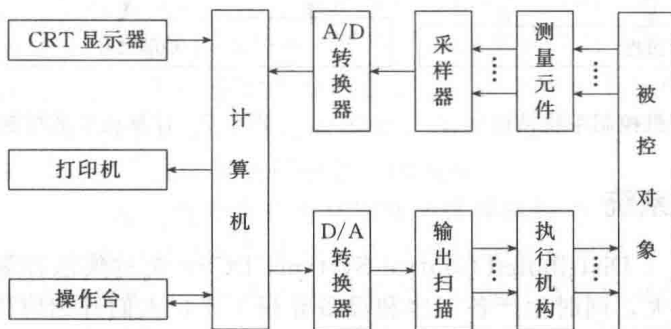 CRT 显示器
打印机
操作台
计算机
A/D
转换器
采样器
测量元件
被控对象
D/A
转换器
输出扫描
执行机构